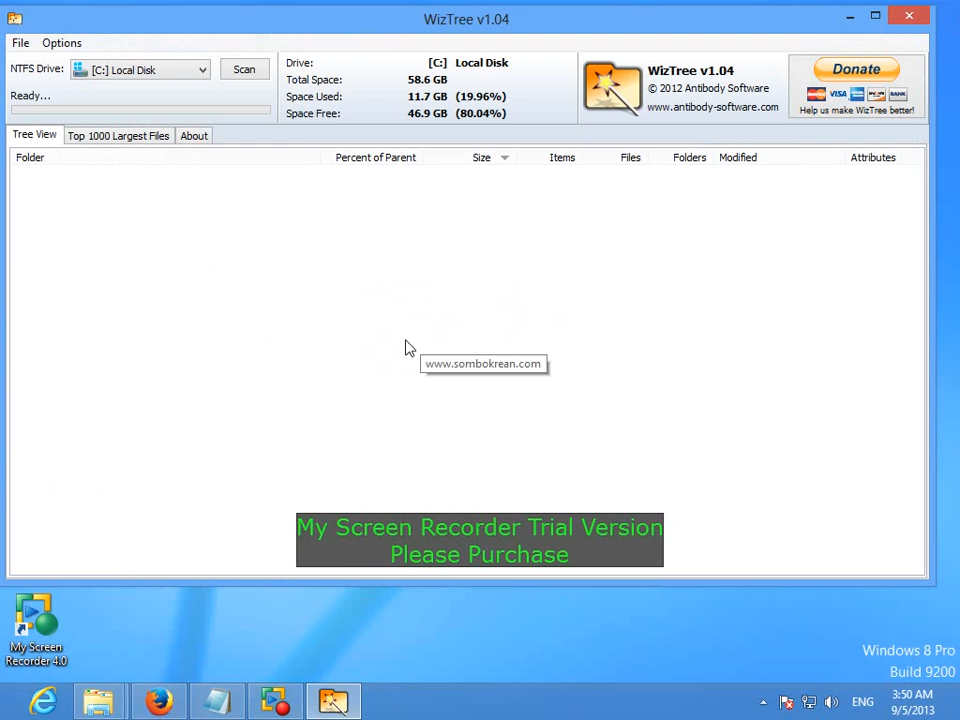 WizTree v1.04
File Options
NTFS Drive: [C:] Local Disk Scan
Ready...
Drive: [C:] Local Disk
Total Space: 58.6 GB
Space Used: 11.7 GB (19.96%)
Space Free: 46.9 GB (80.04%)
WizTree v1.04
© 2012 Antibody Software
www.antibody-software.com
Donate
VISA BANK
Help us make WizTree better!
Tree View Top 1000 Largest Files About
Folder Percent of Parent Size Items Files Folders Modified Attributes
www.sombokrean.com
My Screen Recorder Trial Version
Please Purchase
My Screen
Recorder 4.0
Windows 8 Pro
Build 9200
ENG
3:50 AM
9/5/2013